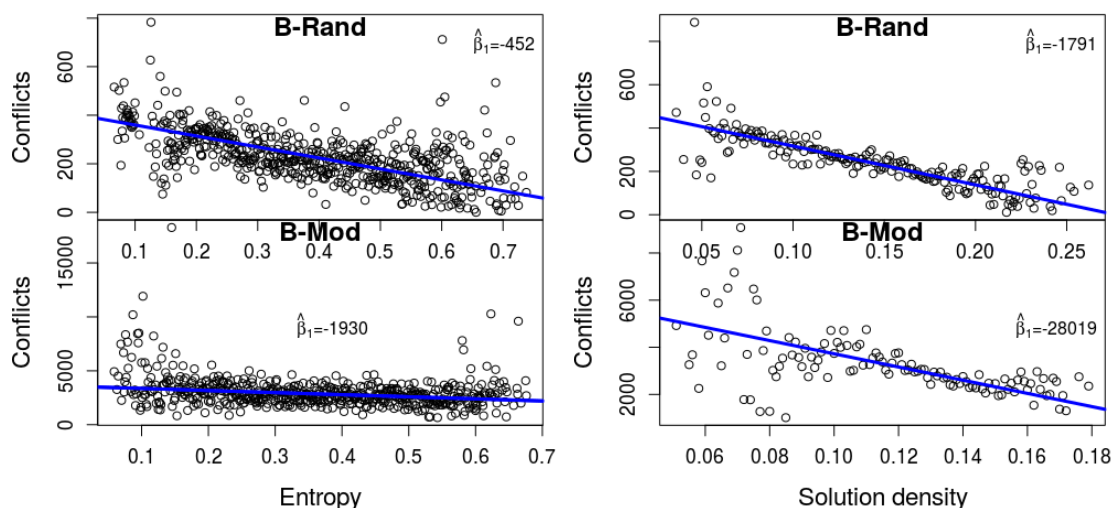 B-Rand
β̂₁=-452
Conflicts
0 200 600
0.1 0.2 0.3 0.4 0.5 0.6 0.7
B-Rand
β̂₁=-1791
Conflicts
0 200 600
0.05 0.10 0.15 0.20 0.25
B-Mod
β̂₁=-1930
Conflicts
0 5000 15000
0.1 0.2 0.3 0.4 0.5 0.6 0.7
Entropy
B-Mod
β̂₁=-28019
Conflicts
2000 6000
0.06 0.08 0.10 0.12 0.14 0.16 0.18
Solution density